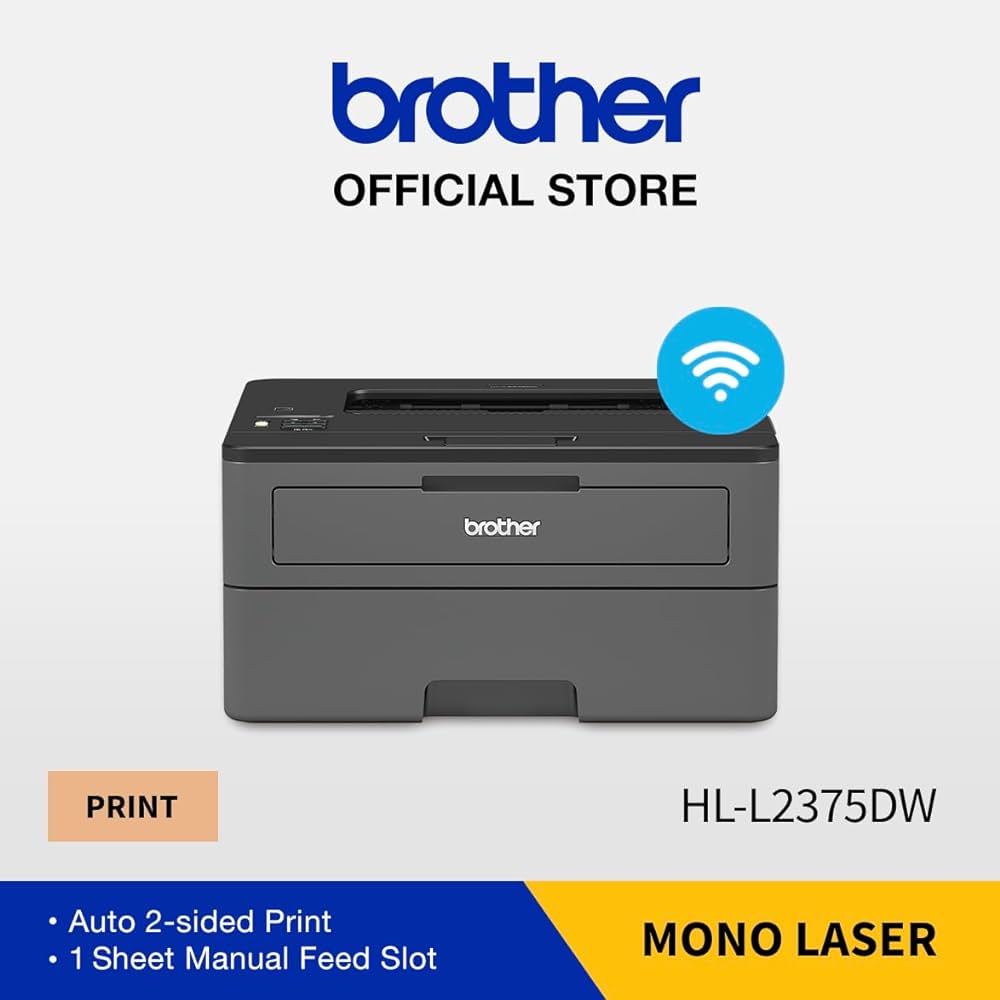 brother
OFFICIAL STORE
brother
PRINT
HL-L2375DW
• Auto 2-sided Print
• 1 Sheet Manual Feed Slot
MONO LASER